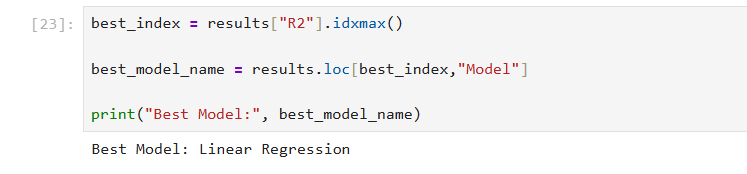 [23]:
best_index = results["R2"].idxmax()
best_model_name = results.loc[best_index,"Model"]
print("Best Model:", best_model_name)
Best Model: Linear Regression